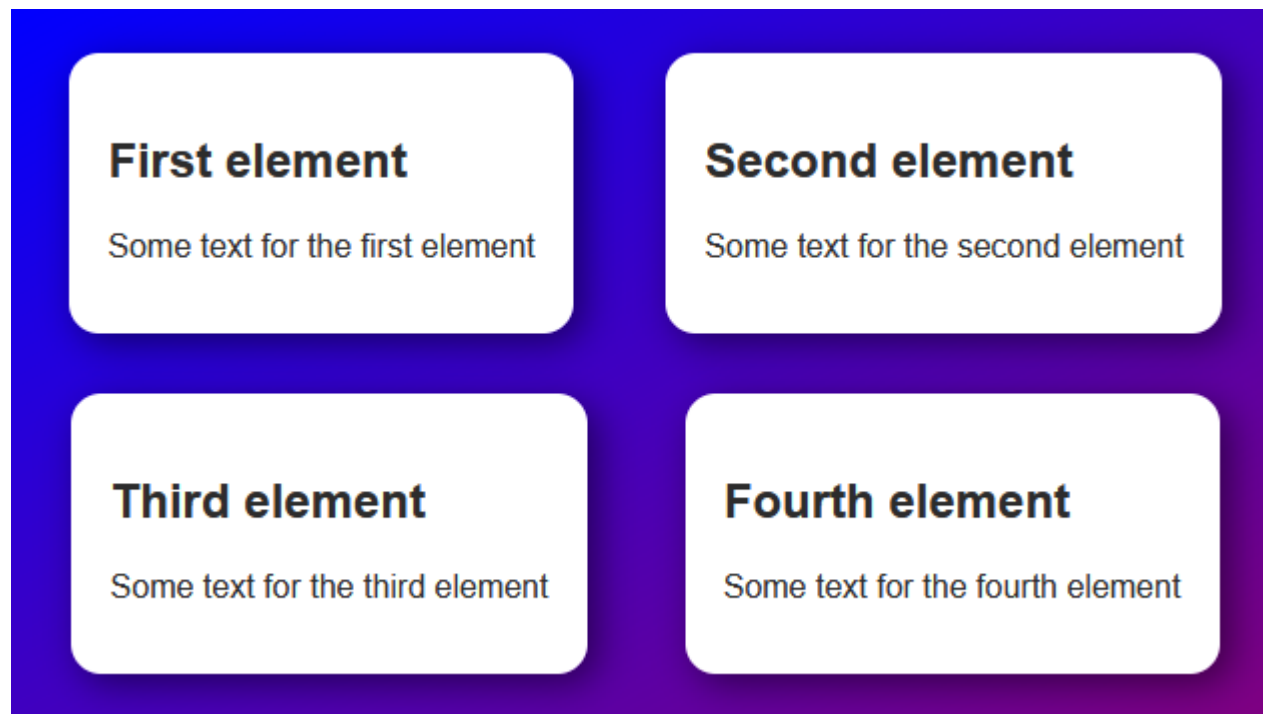 First element
Some text for the first element
Second element
Some text for the second element
Third element
Some text for the third element
Fourth element
Some text for the fourth element